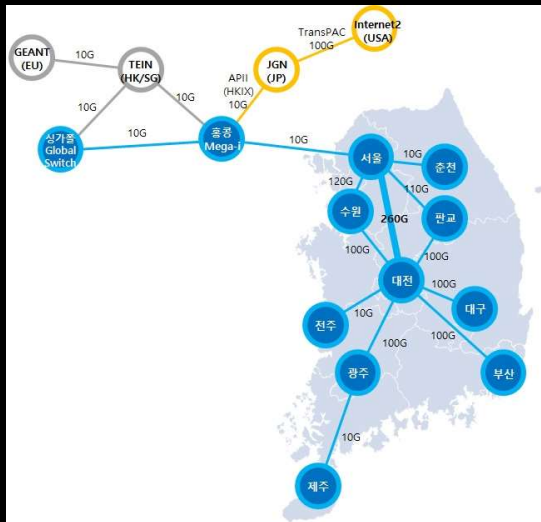 Internet2
(USA)
TransPAC
100G
GEANT
(EU)
10G
TEIN
(HK/SG)
JGN
(JP)
APII
(HKIX)
10G
10G
10G
싱가폴
Global
Switch
10G
홍콩
Mega-i
10G
서울
10G
춘천
120G
110G
수원
260G
판교
100G
100G
대전
100G
대구
10G
100G
100G
전주
광주
부산
10G
제주